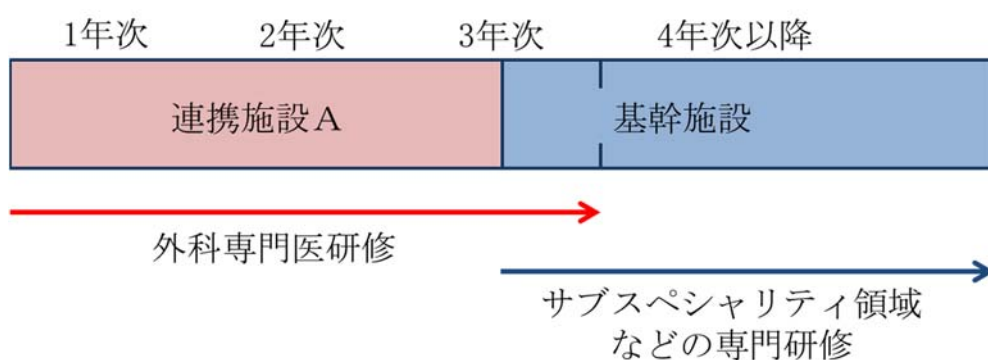 1年次 2年次 3年次 4年次以降
連携施設A 基幹施設
外科専門医研修
サブスペシャリティ領域
などの専門研修